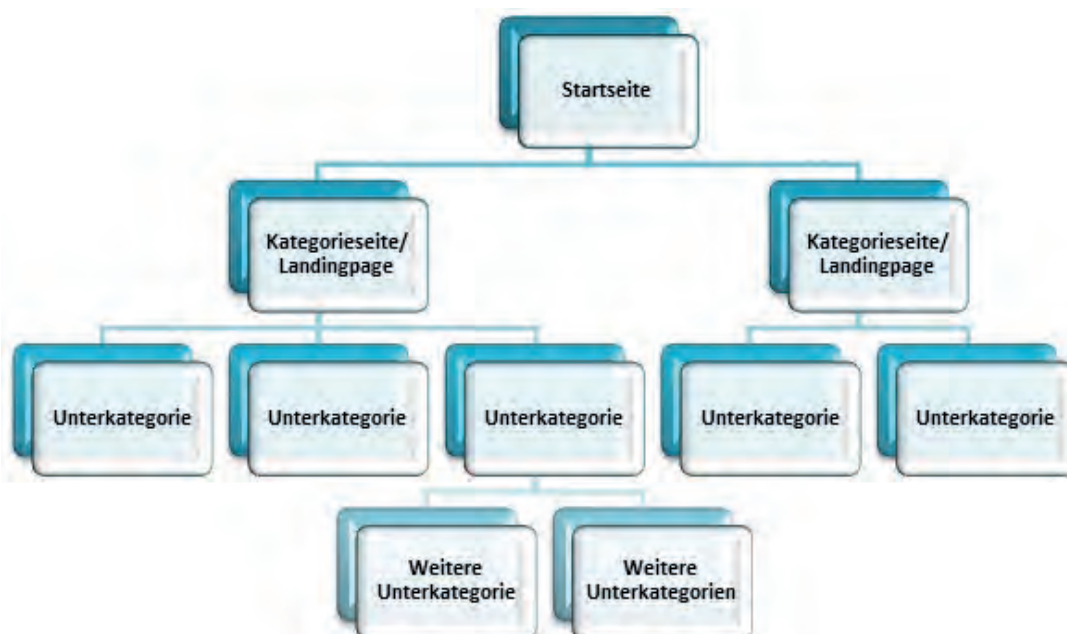 Startseite
Kategorieseite/
Landingpage
Kategorieseite/
Landingpage
Unterkategorie
Unterkategorie
Unterkategorie
Unterkategorie
Unterkategorie
Weitere
Unterkategorie
Weitere
Unterkategorien